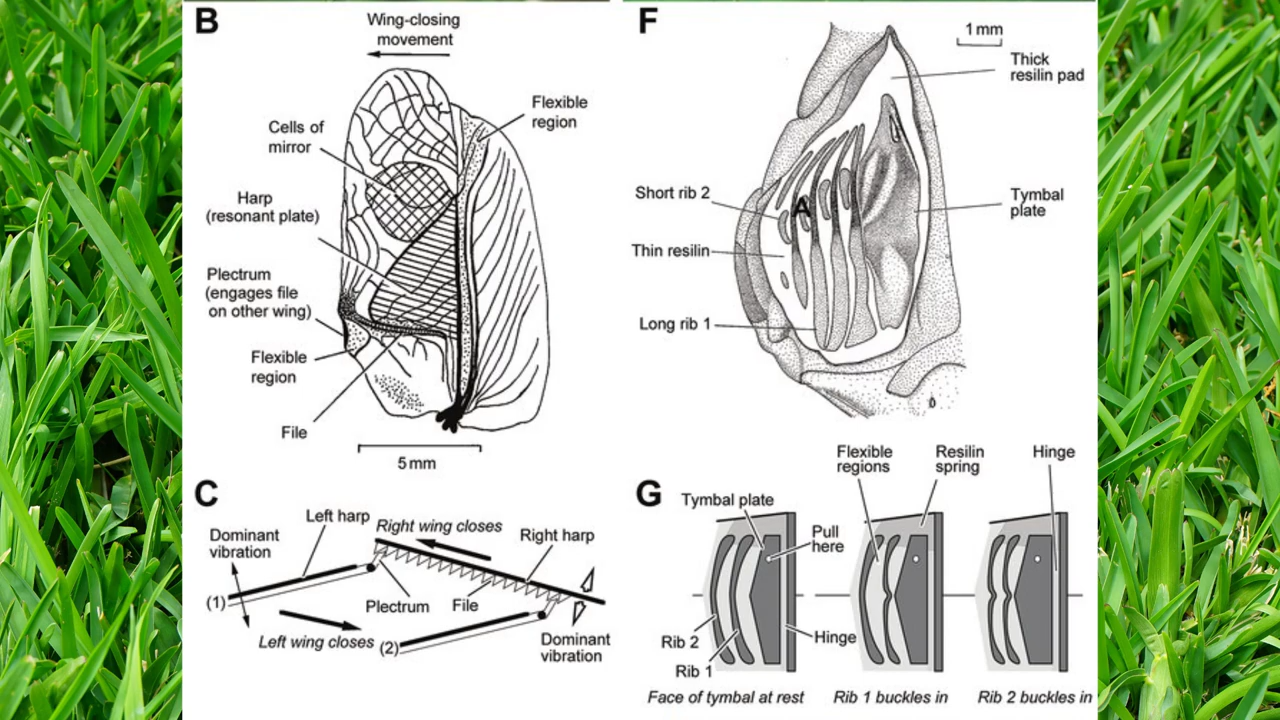 B
Wing-closing
movement
Flexible
region
Cells of
mirror
Harp
(resonant plate)
Plectrum
(engages file
on other wing)
Flexible
region
File
5 mm
C
Dominant
vibration
Left harp
Right wing closes
Right harp
(1)
Plectrum
File
Left wing closes
(2)
Dominant
vibration
F
1 mm
Thick
resilin pad
Short rib 2
A
Tymbal
plate
Thin resilin
Long rib 1
G
Flexible
regions
Resilin
spring
Hinge
Tymbal plate
Pull
here
Rib 2
Rib 1
Hinge
Face of tymbal at rest
Rib 1 buckles in
Rib 2 buckles in